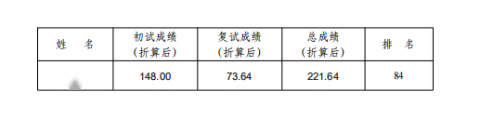 姓 名 初试成绩 复试成绩 总成绩 排 名
(折算后) (折算后) (折算后)
148.00 73.64 221.64 84